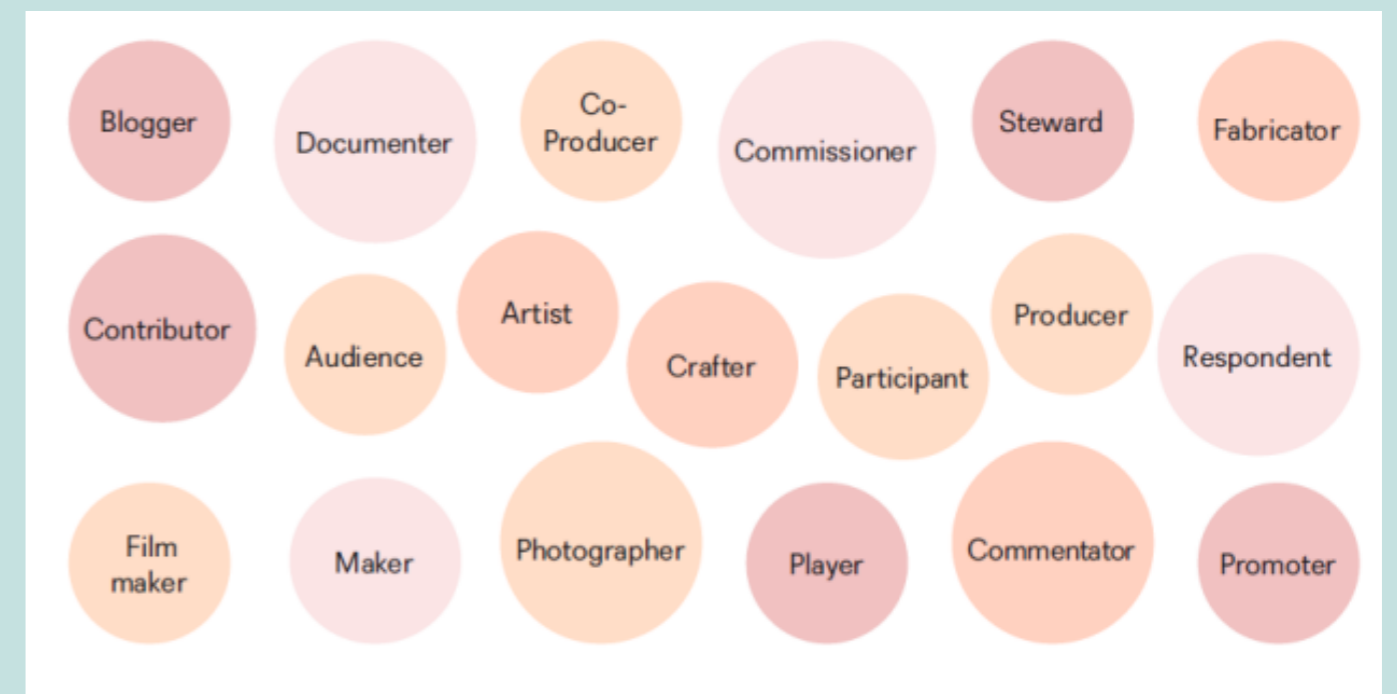 Blogger
Documenter
Co-
Producer
Commissioner
Steward
Fabricator
Contributor
Audience
Artist
Crafter
Participant
Producer
Respondent
Film
maker
Maker
Photographer
Player
Commentator
Promoter